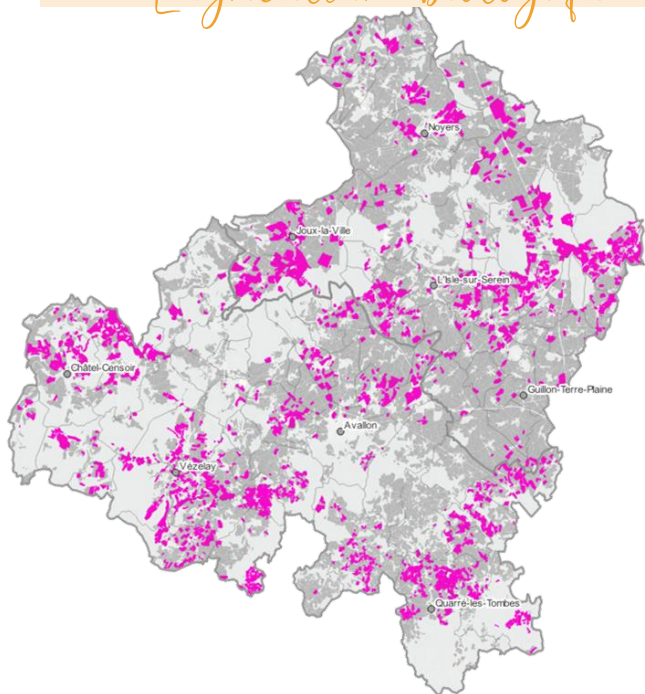 Noyers
Joux-la-Ville
L'Isle-sur-Serein
Châtel-Censoir
Guillon-Terre-Plaine
Avallon
Vézelay
Quarré-les-Tombes